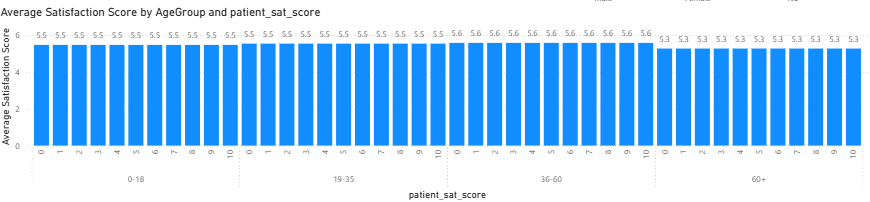 Average Satisfaction Score by AgeGroup and patient_sat_score
Average Satisfaction Score
6
4
2
0
5.5 5.5 5.5 5.5 5.5 5.5 5.5 5.5 5.5 5.5 5.5 5.5 5.5 5.5 5.5 5.5 5.5 5.5 5.5 5.5 5.5 5.5 5.6 5.6 5.6 5.6 5.6 5.6 5.6 5.6 5.6 5.6 5.6 5.3 5.3 5.3 5.3 5.3 5.3 5.3 5.3 5.3 5.3 5.3
0 1 2 3 4 5 6 7 8 9 10 0 1 2 3 4 5 6 7 8 9 10 0 1 2 3 4 5 6 7 8 9 10 0 1 2 3 4 5 6 7 8 9 10
0-18 19-35 36-60 60+
patient_sat_score